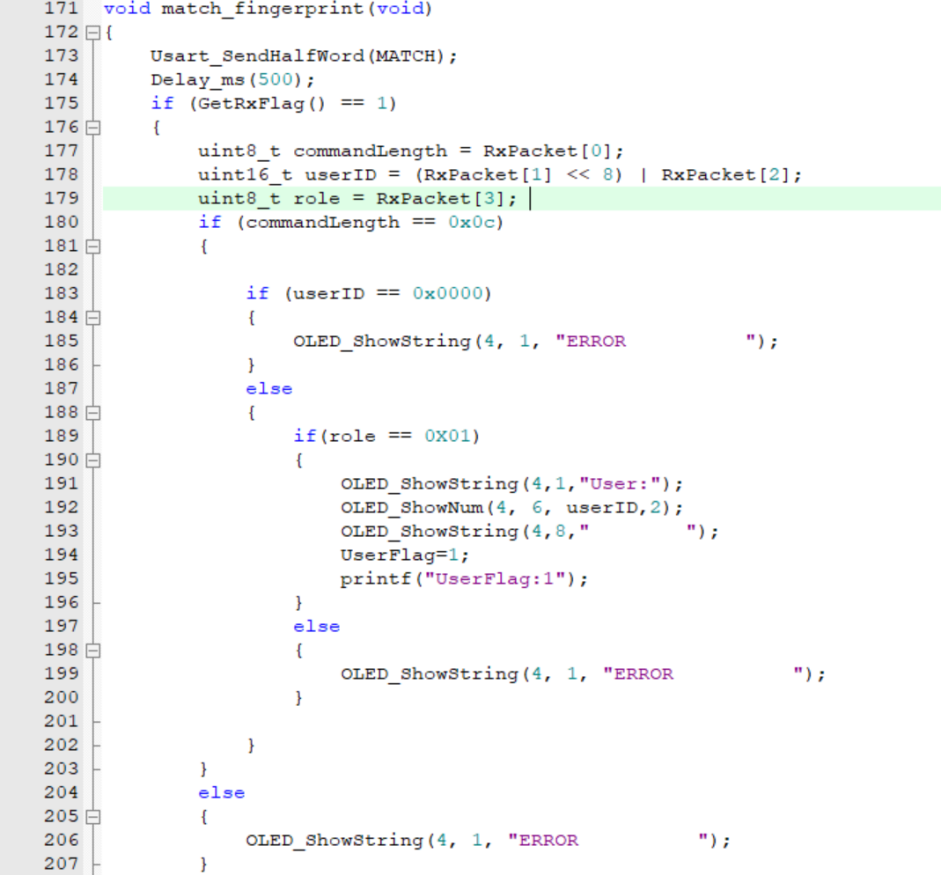 171 void match_fingerprint(void)
172 {
173     Usart_SendHalfWord(MATCH);
174     Delay_ms(500);
175     if (GetRxFlag() == 1)
176     {
177         uint8_t commandLength = RxPacket[0];
178         uint16_t userID = (RxPacket[1] << 8) | RxPacket[2];
179         uint8_t role = RxPacket[3];
180         if (commandLength == 0x0c)
181         {
182
183             if (userID == 0x0000)
184             {
185                 OLED_ShowString(4, 1, "ERROR          ");
186             }
187             else
188             {
189                 if(role == 0X01)
190                 {
191                     OLED_ShowString(4,1,"User:");
192                     OLED_ShowNum(4, 6, userID,2);
193                     OLED_ShowString(4,8,"        ");
194                     UserFlag=1;
195                     printf("UserFlag:1");
196                 }
197                 else
198                 {
199                     OLED_ShowString(4, 1, "ERROR          ");
200                 }
201
202             }
203         }
204         else
205         {
206             OLED_ShowString(4, 1, "ERROR          ");
207         }